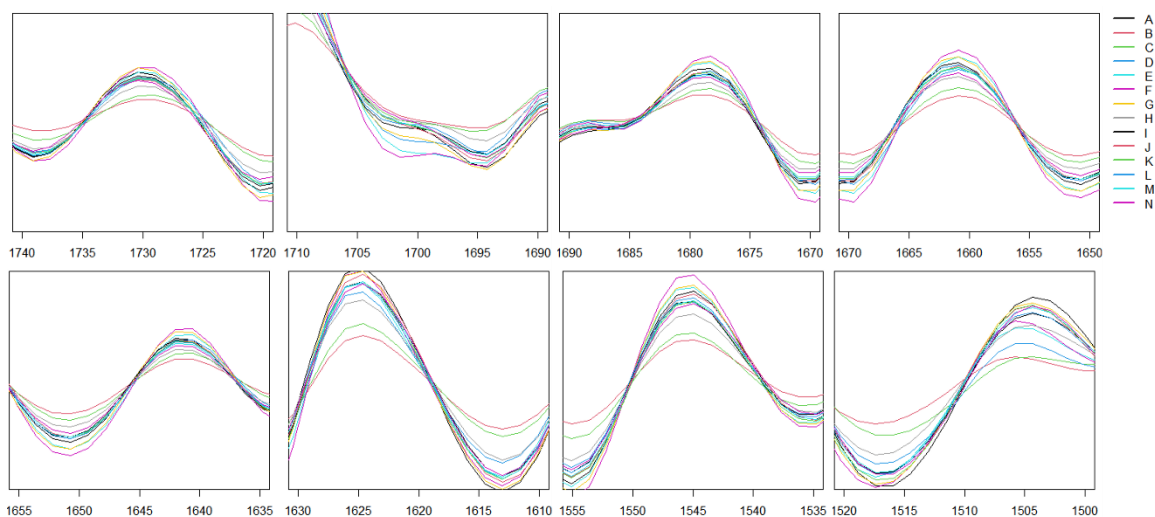 A
B
C
D
E
F
G
H
I
J
K
L
M
N
1740 1735 1730 1725 1720
1710 1705 1700 1695 1690
1690 1685 1680 1675 1670
1670 1665 1660 1655 1650
1655 1650 1645 1640 1635
1630 1625 1620 1615 1610
1555 1550 1545 1540 1535
1520 1515 1510 1505 1500